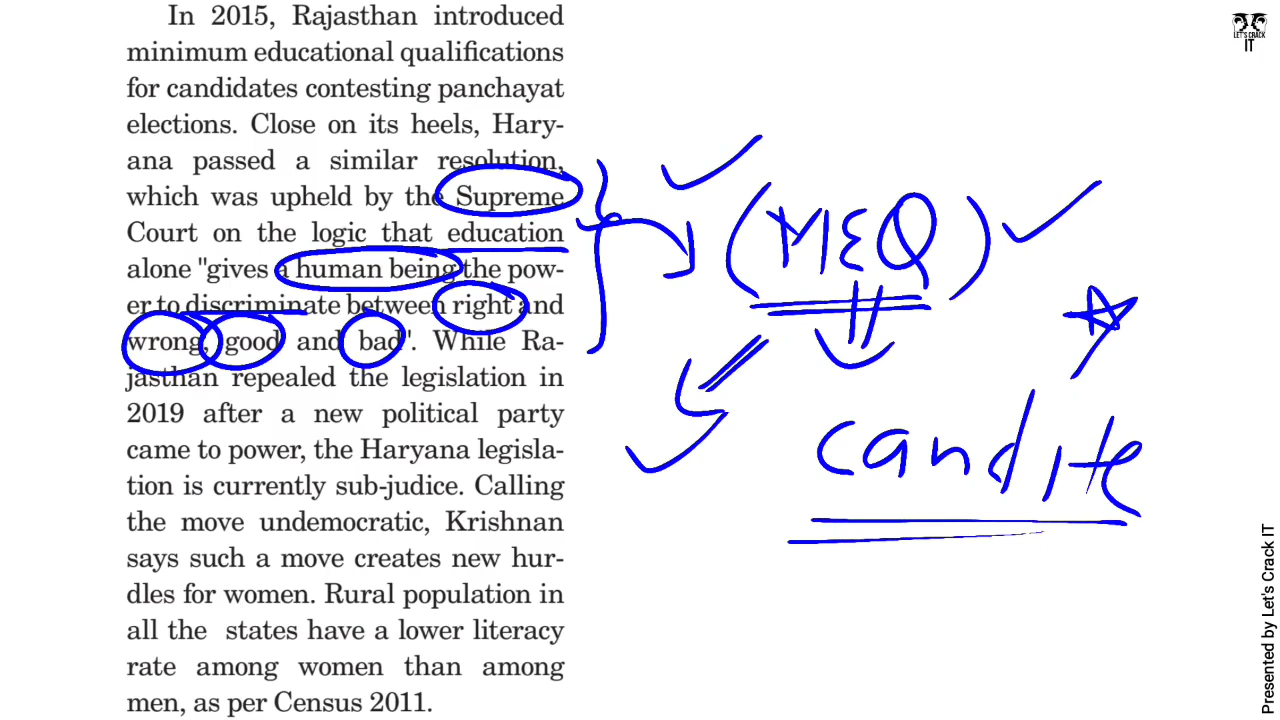 In 2015, Rajasthan introduced
minimum educational qualifications
for candidates contesting panchayat
elections. Close on its heels, Hary-
ana passed a similar resolution,
which was upheld by the Supreme
Court on the logic that education
alone "gives a human being the pow-
er to discriminate between right and
wrong, good and bad". While Ra-
jasthan repealed the legislation in
2019 after a new political party
came to power, the Haryana legisla-
tion is currently sub-judice. Calling
the move undemocratic, Krishnan
says such a move creates new hur-
dles for women. Rural population in
all the states have a lower literacy
rate among women than among
men, as per Census 2011.
(MEQ)
candite
LET'S CRACK
IT
Presented by Let's Crack IT